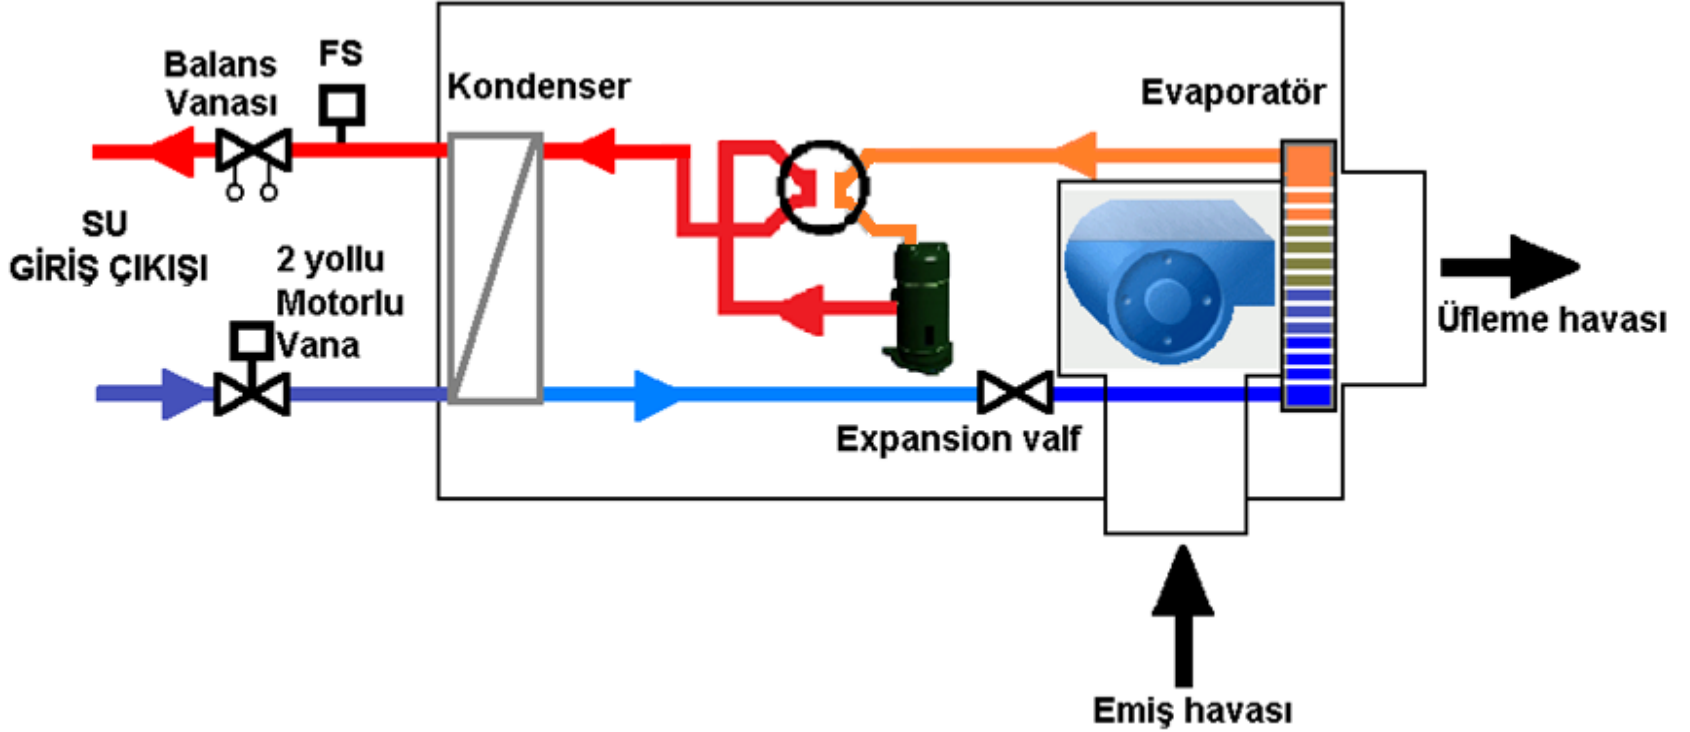 Balans
Vanası
FS
Kondenser
Evaporatör
SU
GİRİŞ ÇIKIŞI
2 yollu
Motorlu
Vana
Üfleme havası
Expansion valf
Emiş havası